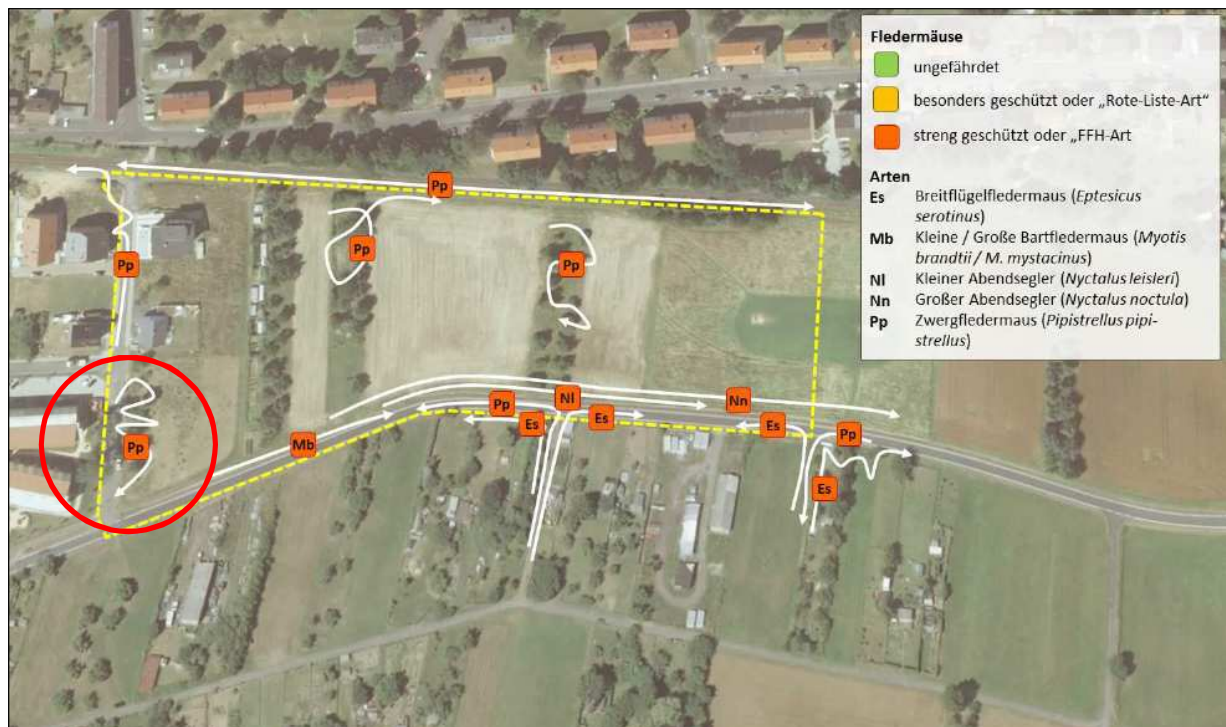 Fledermäuse
ungefährdet
besonders geschützt oder „Rote-Liste-Art“
streng geschützt oder „FFH-Art
Arten
Es Breitflügelfledermaus (Eptesicus
serotinus)
Mb Kleine / Große Bartfledermaus (Myotis
brandtii / M. mystacinus)
Nl Kleiner Abendsegler (Nyctalus leisleri)
Nn Großer Abendsegler (Nyctalus noctula)
Pp Zwergfledermaus (Pipistrellus pipi-
strellus)
Pp
Pp
Pp
Pp
Nl
Nn
Pp
Es
Es
Es
Pp
Mb
Pp
Es